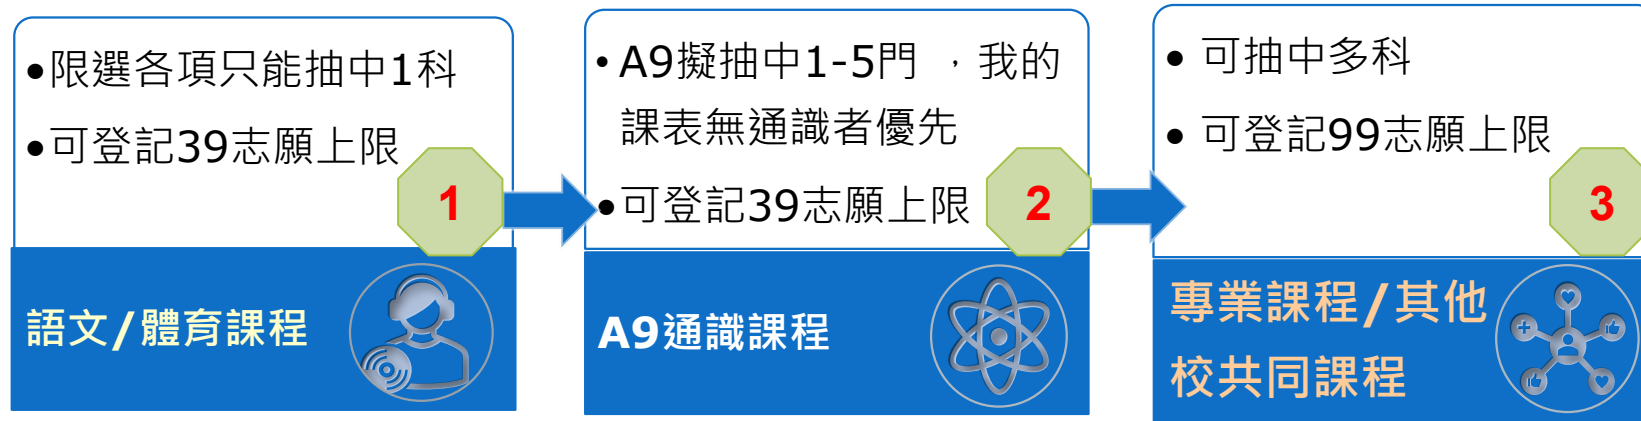 •限選各項只能抽中1科
•可登記39志願上限
1
語文/體育課程
•A9擬抽中1-5門 ，我的
課表無通識者優先
•可登記39志願上限
2
A9通識課程
• 可抽中多科
• 可登記99志願上限
3
專業課程/其他
校共同課程